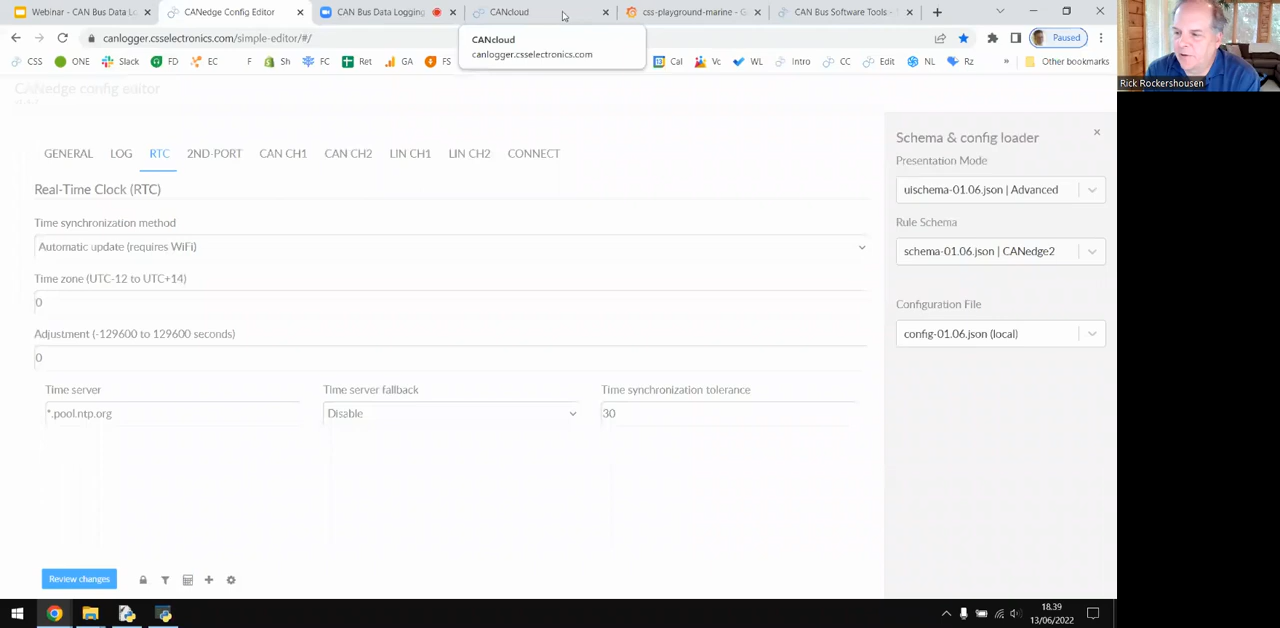 Webinar - CAN Bus Data Lo
CANedge Config Editor
CAN Bus Data Logging
CANcloud
css-playground-marine - G
CAN Bus Software Tools -
canlogger.csselectronics.com/simple-editor/#/
Paused
CANcloud
canlogger.csselectronics.com
CSS
ONE
Slack
FD
EC
F
Sh
FC
Ret
GA
FS
Cal
Vc
WL
Intro
CC
Edit
NL
Rz
»
Other bookmarks
Rick Rockershousen
CANedge config editor
GENERAL
LOG
RTC
2ND-PORT
CAN CH1
CAN CH2
LIN CH1
LIN CH2
CONNECT
Real-Time Clock (RTC)
Time synchronization method
Automatic update (requires WiFi)
Time zone (UTC-12 to UTC+14)
0
Adjustment (-129600 to 129600 seconds)
0
Time server
*.pool.ntp.org
Time server fallback
Disable
Time synchronization tolerance
30
Review changes
Schema & config loader
Presentation Mode
uischema-01.06.json | Advanced
Rule Schema
schema-01.06.json | CANedge2
Configuration File
config-01.06.json (local)
18.39
13/06/2022